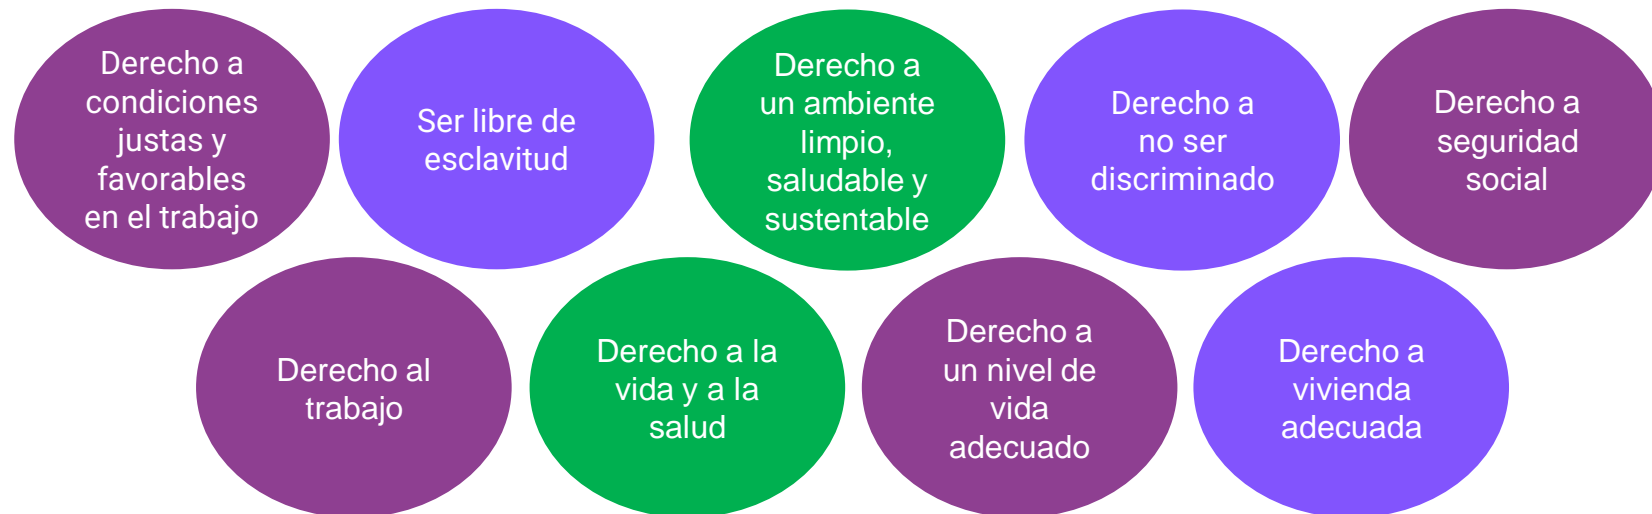 Derecho a
condiciones
justas y
favorables
en el trabajo
Ser libre de
esclavitud
Derecho a
un ambiente
limpio,
saludable y
sustentable
Derecho a
no ser
discriminado
Derecho a
seguridad
social
Derecho al
trabajo
Derecho a la
vida y a la
salud
Derecho a
un nivel de
vida
adecuado
Derecho a
vivienda
adecuada